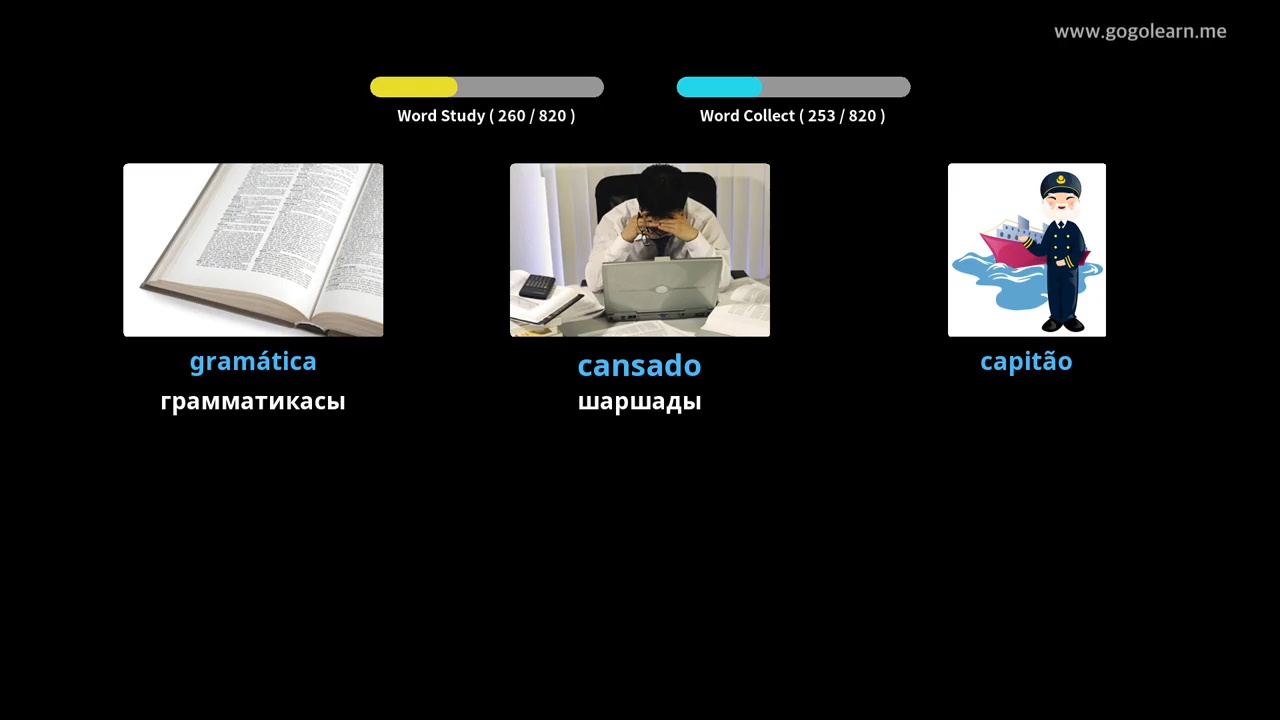 www.gogolearn.me
Word Study ( 260 / 820 )
Word Collect ( 253 / 820 )
gramática
грамматикасы
cansado
шаршады
capitão